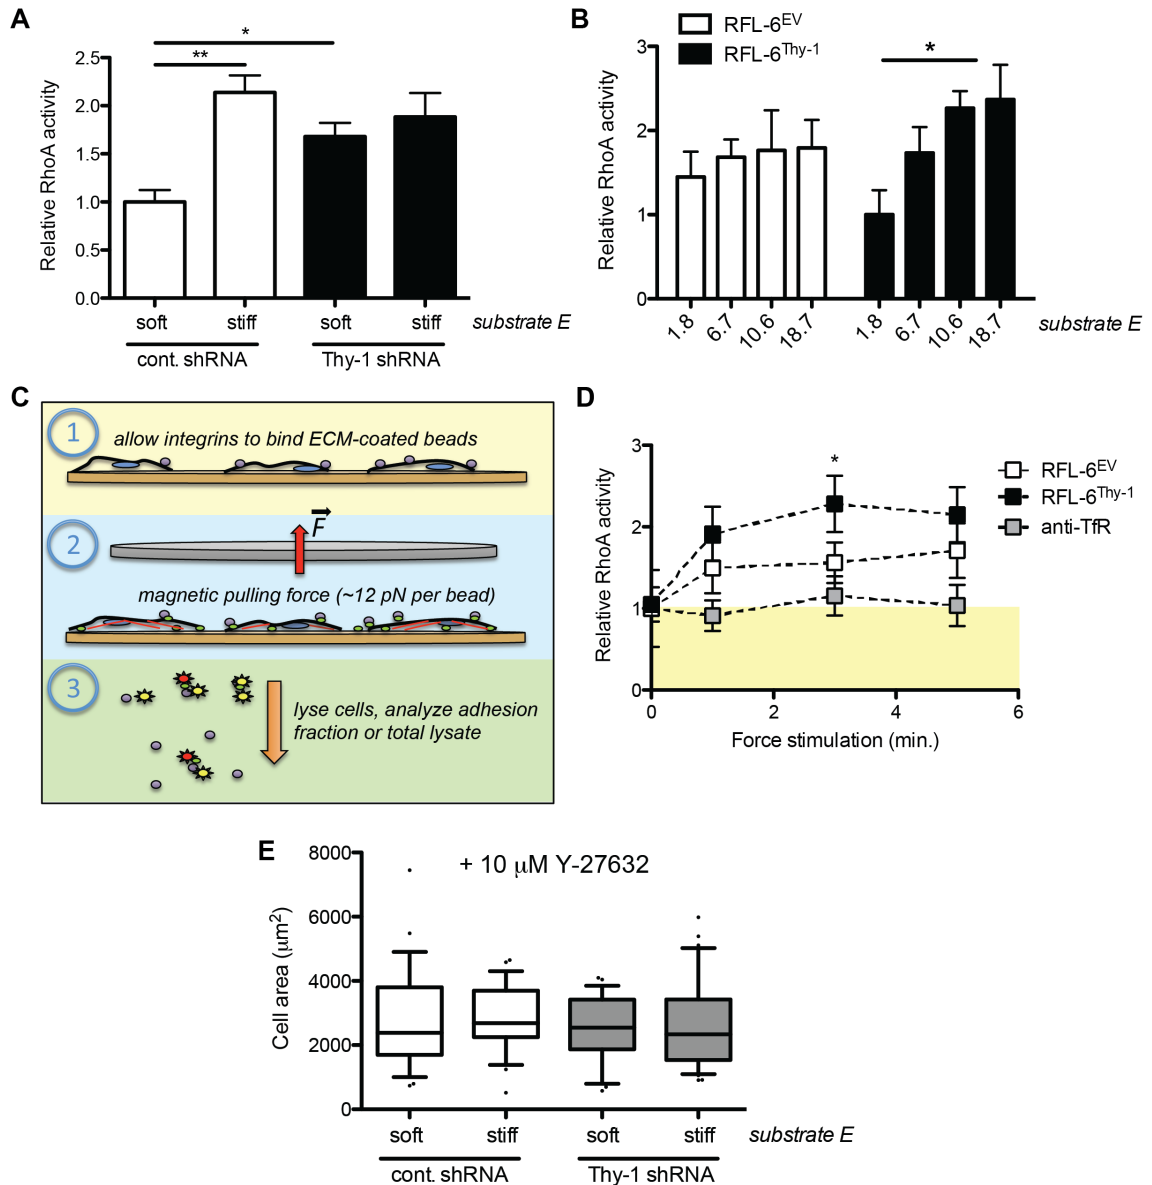 A
*
**
2.5
2.0
1.5
1.0
0.5
0.0
Relative RhoA activity
soft stiff soft stiff substrate E
cont. shRNA Thy-1 shRNA
B
RFL-6EV
RFL-6Thy-1
*
3
2
1
0
Relative RhoA activity
1.8 6.7 10.6 18.7 1.8 6.7 10.6 18.7 substrate E
C
1
allow integrins to bind ECM-coated beads
2
F
magnetic pulling force (~12 pN per bead)
3
lyse cells, analyze adhesion
fraction or total lysate
D
3
2
1
0
Relative RhoA activity
*
RFL-6EV
RFL-6Thy-1
anti-TfR
0 2 4 6
Force stimulation (min.)
E
+ 10 μM Y-27632
8000
6000
4000
2000
0
Cell area (μm2)
soft stiff soft stiff substrate E
cont. shRNA Thy-1 shRNA